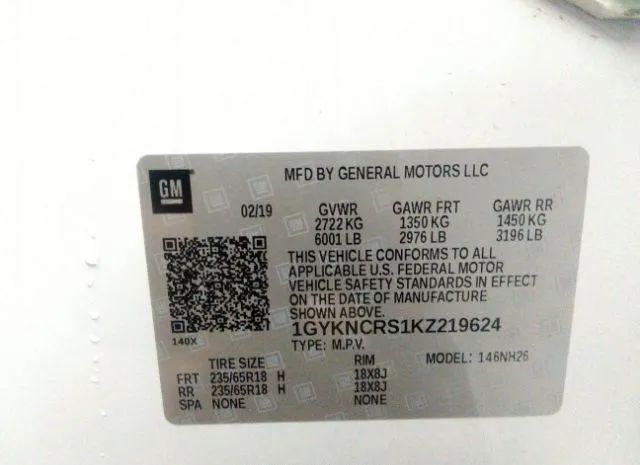 GM
MFD BY GENERAL MOTORS LLC
02/19 GVWR GAWR FRT GAWR RR
2722 KG 1350 KG 1450 KG
6001 LB 2976 LB 3196 LB
THIS VEHICLE CONFORMS TO ALL
APPLICABLE U.S. FEDERAL MOTOR
VEHICLE SAFETY STANDARDS IN EFFECT
ON THE DATE OF MANUFACTURE
SHOWN ABOVE.
140X
1GYKNCRS1KZ219624
TYPE: M.P.V. MODEL: 146NH26
TIRE SIZE RIM
FRT 235/65R18 H 18X8J
RR 235/65R18 H 18X8J
SPA NONE NONE